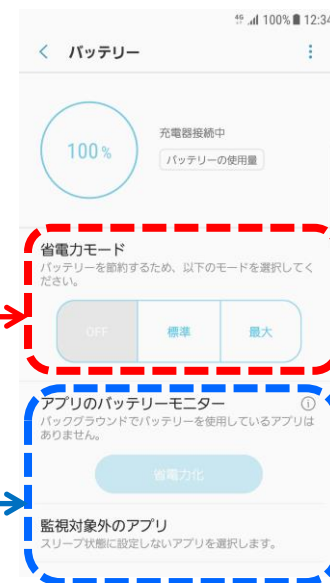 4G 100% 12:34
バッテリー
100%
充電器接続中
バッテリーの使用量
省電力モード
バッテリーを節約するため、以下のモードを選択してく
ださい。
OFF 標準 最大
アプリのバッテリーモニター
バックグラウンドでバッテリーを使用しているアプリは
ありません。
省電力化
監視対象外のアプリ
スリープ状態に設定しないアプリを選択します。